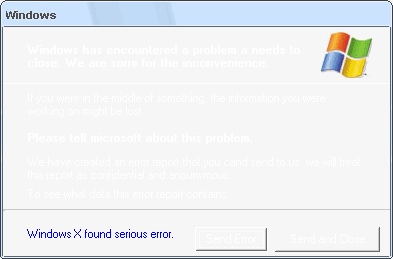 Windows
Windows has encountered a problem a needs to
close. We are sorre for the inconvenience.
If you were in the middle of something, the information you were
working on might be lost
Please tell microsoft about this problem
We have created an error report thix you cand send to us. we will treat
this report as confidential and anounymous.
To see what data this error report contains
Windows X found serious error.
Send Error
Send and Close